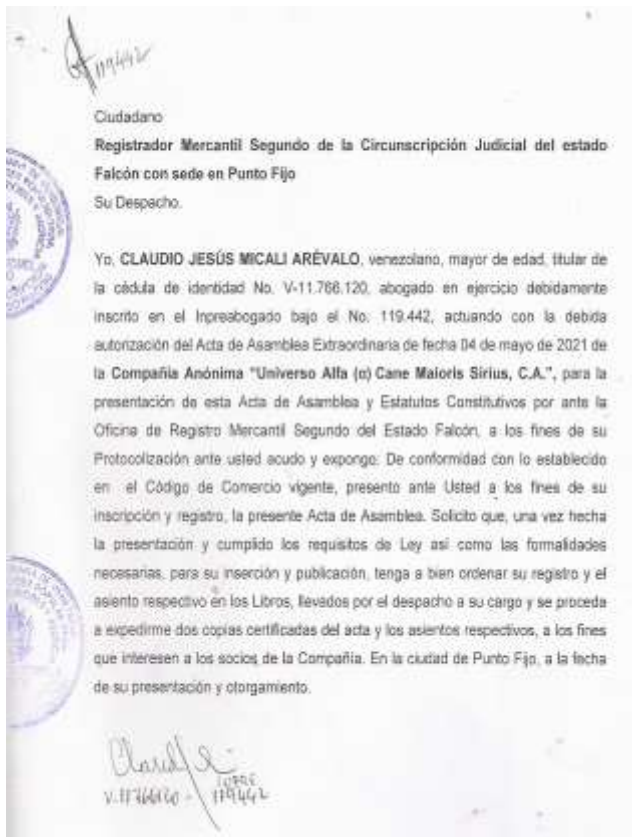 119442
Ciudadano
Registrador Mercantil Segundo de la Circunscripción Judicial del estado
Falcón con sede en Punto Fijo
Su Despacho.
Yo, CLAUDIO JESÚS MICALI ARÉVALO, venezolano, mayor de edad, titular de
la cédula de identidad No. V-11.766.120, abogado en ejercicio debidamente
inscrito en el Inpreabogado bajo el No. 119.442, actuando con la debida
autorización del Acta de Asamblea Extraordinaria de fecha 04 de mayo de 2021 de
la Compañía Anónima "Universo Alfa (α) Cane Maioris Sirius, C.A.", para la
presentación de esta Acta de Asamblea y Estatutos Constitutivos por ante la
Oficina de Registro Mercantil Segundo del Estado Falcón, a los fines de su
Protocolización ante usted acudo y expongo: De conformidad con lo establecido
en el Código de Comercio vigente, presento ante Usted a los fines de su
inscripción y registro, la presente Acta de Asamblea. Solicito que, una vez hecha
la presentación y cumplido los requisitos de Ley así como las formalidades
necesarias, para su inserción y publicación, tenga a bien ordenar su registro y el
asiento respectivo en los Libros, llevados por el despacho a su cargo y se proceda
a expedirme dos copias certificadas del acta y los asientos respectivos, a los fines
que interesen a los socios de la Compañía. En la ciudad de Punto Fijo, a la fecha
de su presentación y otorgamiento.
V-11766120 - 119442